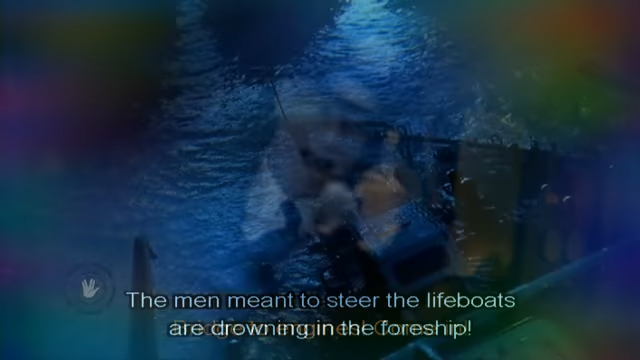 The men meant to steer the lifeboats
are drowning in the foreship!